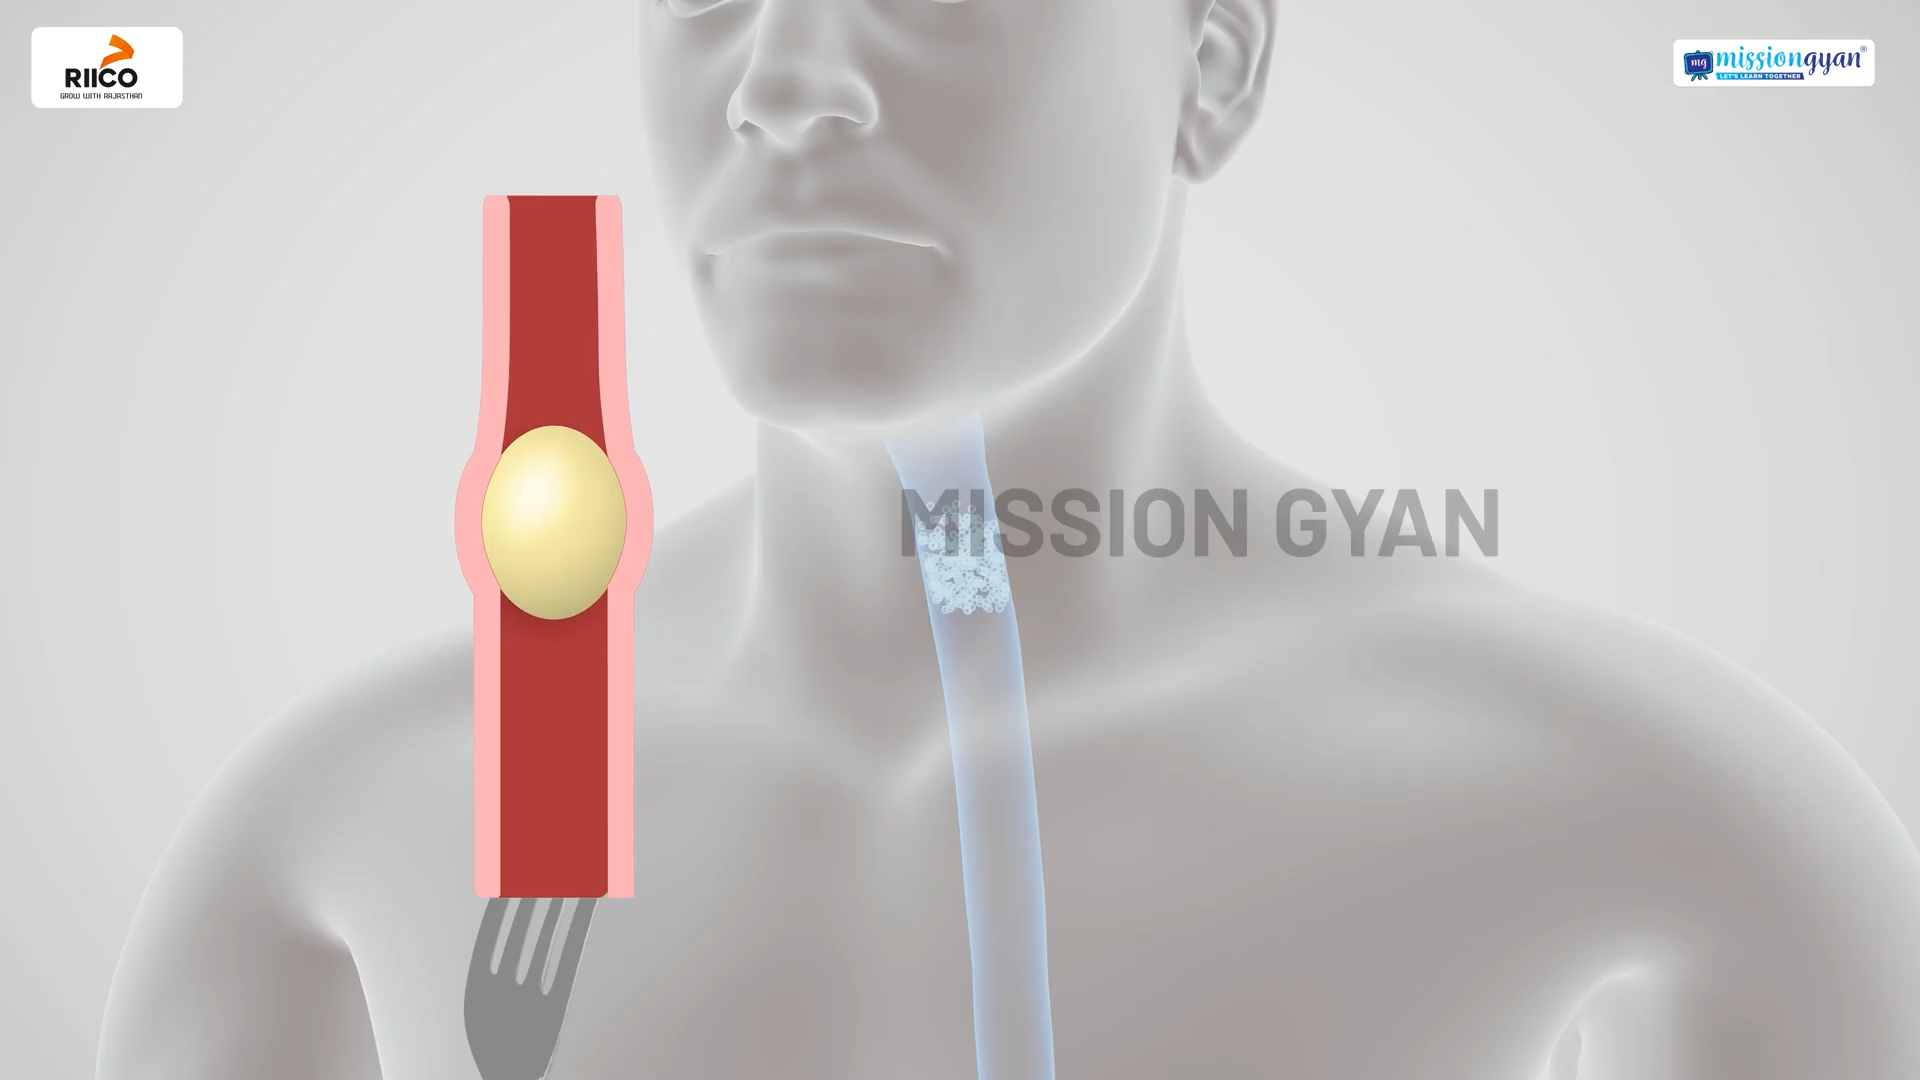 RIICO
GROW WITH RAJASTHAN
mg missiongyan®
LET'S LEARN TOGETHER
MISSION GYAN